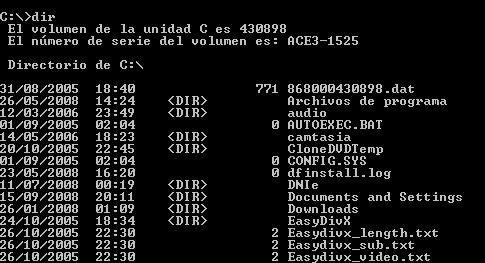 C:\>dir
El volumen de la unidad C es 430898
El número de serie del volumen es: ACE3-1525
Directorio de C:\
31/08/2005 18:40 771 868000430898.dat
26/05/2008 14:24 <DIR> Archivos de programa
12/03/2006 23:49 <DIR> audio
01/09/2005 02:04 0 AUTOEXEC.BAT
14/05/2006 18:23 <DIR> camtasia
20/10/2005 22:45 <DIR> CloneDVDTemp
01/09/2005 02:04 0 CONFIG.SYS
23/05/2008 16:20 0 dfinstall.log
11/07/2008 00:19 <DIR> DNIe
15/09/2008 20:11 <DIR> Documents and Settings
26/01/2008 01:09 <DIR> Downloads
24/10/2005 18:34 <DIR> EasyDivX
26/10/2005 22:30 2 Easydivx_length.txt
26/10/2005 22:30 2 Easydivx_sub.txt
26/10/2005 22:30 2 Easydivx_video.txt